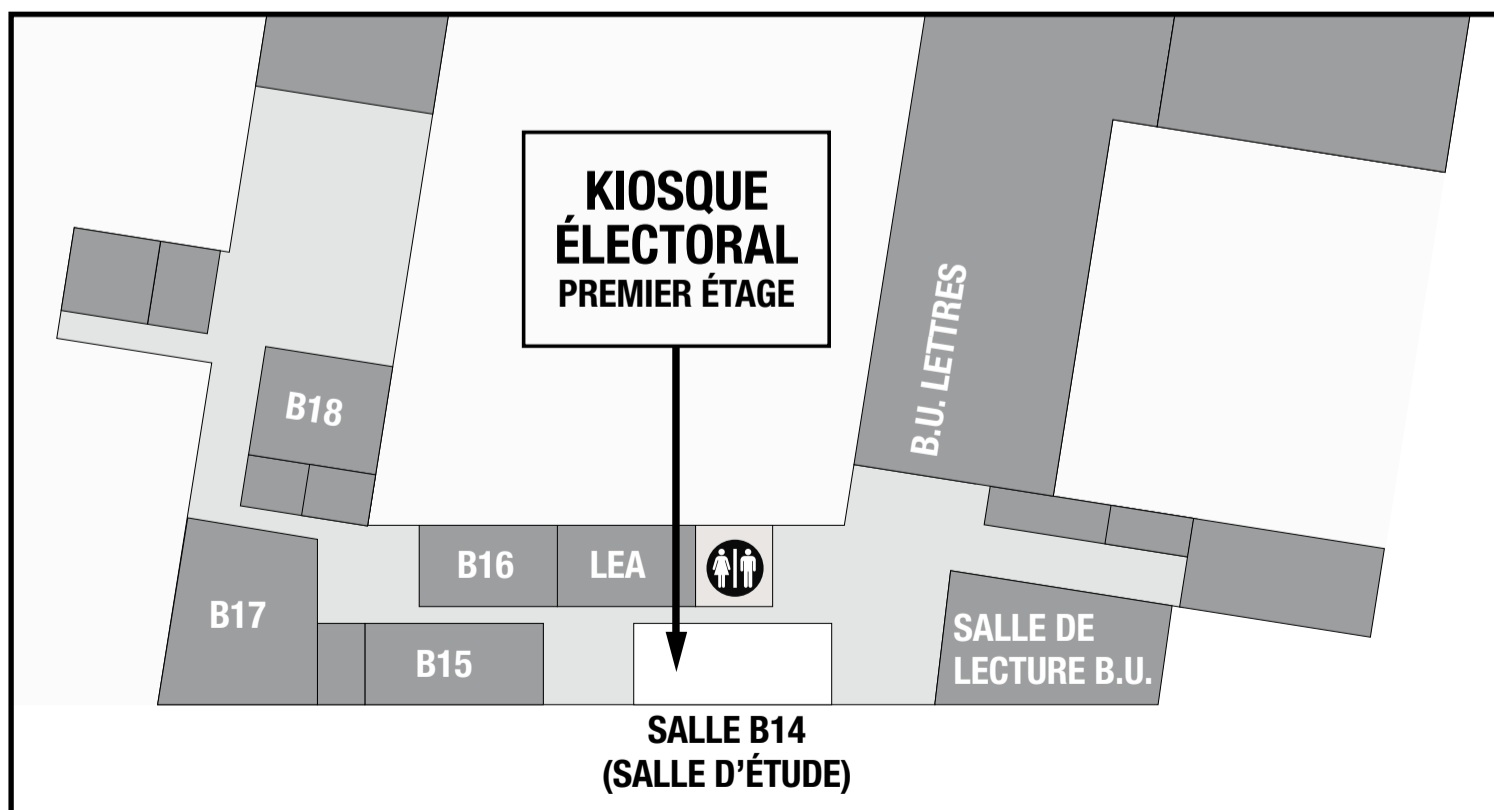 KIOSQUE
ÉLECTORAL
PREMIER ÉTAGE
B.U. LETTRES
B18
B16
LEA
B17
B15
SALLE DE
LECTURE B.U.
SALLE B14
(SALLE D’ÉTUDE)